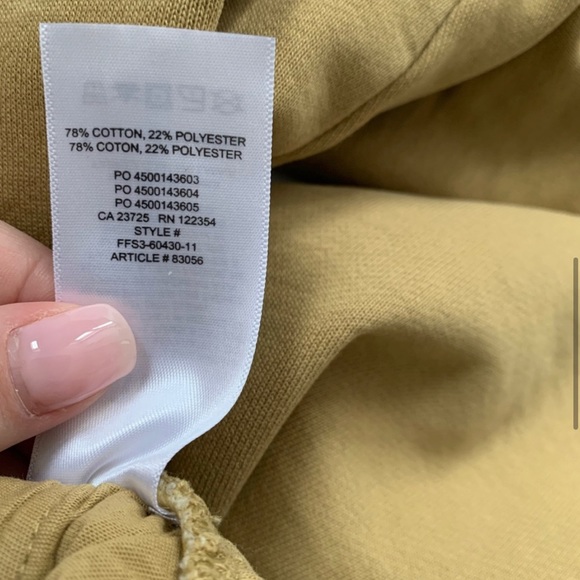 78% COTTON, 22% POLYESTER
78% COTON, 22% POLYESTER
PO 4500143603
PO 4500143604
PO 4500143605
CA 23725 RN 122354
STYLE #
FFS3-60430-11
ARTICLE # 83056